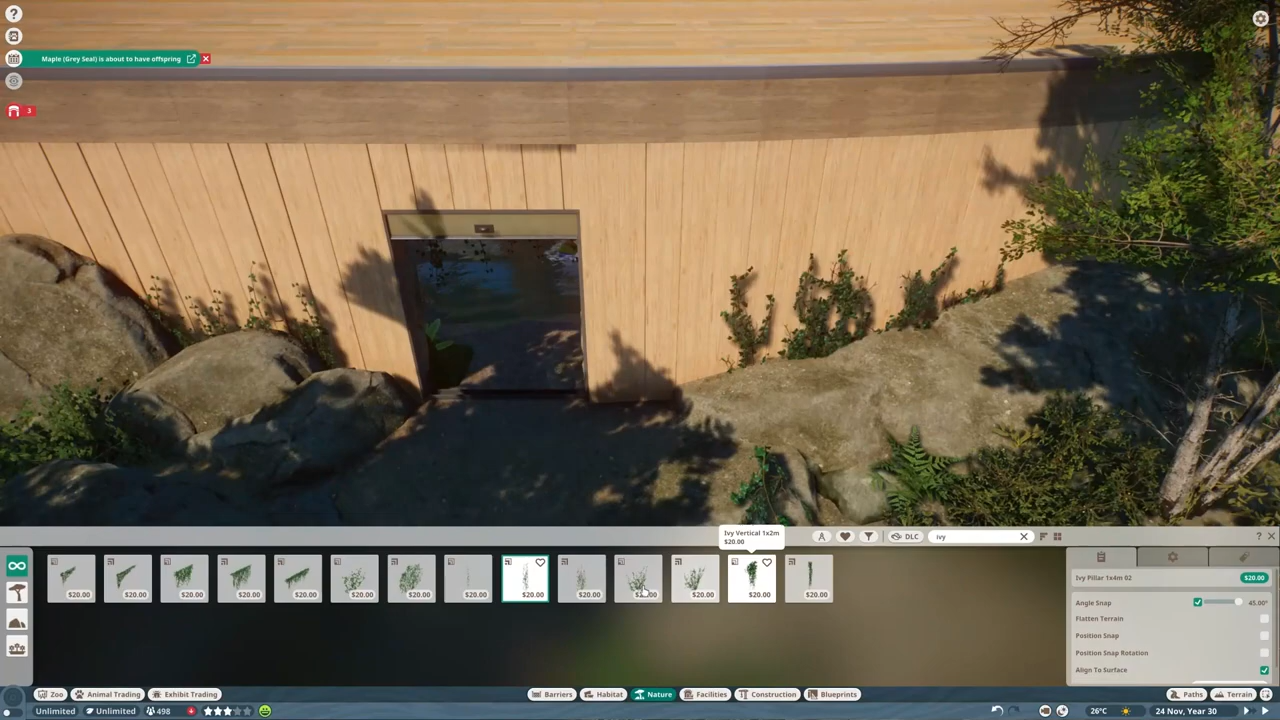 ?
Maple (Grey Seal) is about to have offspring
3
Ivy Vertical 1x2m
$20.00
DLC
ivy
?
$20.00 $20.00 $20.00 $20.00 $20.00 $20.00 $20.00 $20.00 $20.00 $20.00 $20.00 $20.00 $20.00
Ivy Pillar 1x4m 02 $20.00
Angle Snap 45.00°
Flatten Terrain
Position Snap
Position Snap Rotation
Align To Surface
Zoo Animal Trading Exhibit Trading Barriers Habitat Nature Facilities Construction Blueprints Paths Terrain
Unlimited Unlimited 498 26°C 24 Nov, Year 30